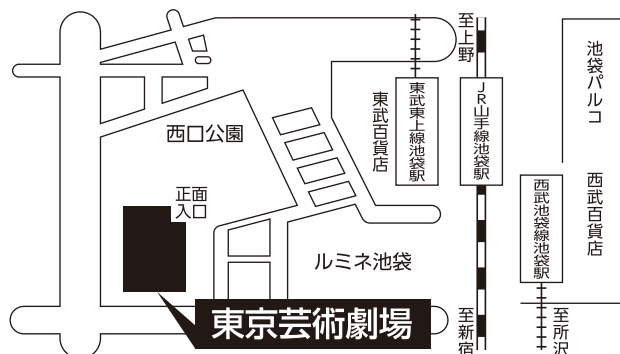 至上野
池袋パルコ
東武百貨店
東武東上線池袋駅
JR山手線池袋駅
西口公園
正面
入口
西武池袋線池袋駅
西武百貨店
ルミネ池袋
東京芸術劇場
至新宿
至所沢